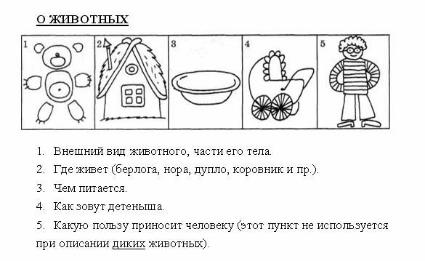 О ЖИВОТНЫХ
1 2 3 4 5
1. Внешний вид животного, части его тела.
2. Где живет (берлога, нора, дупло, коровник и пр.).
3. Чем питается.
4. Как зовут детеныша.
5. Какую пользу приносит человеку (этот пункт не используется
при описании диких животных).